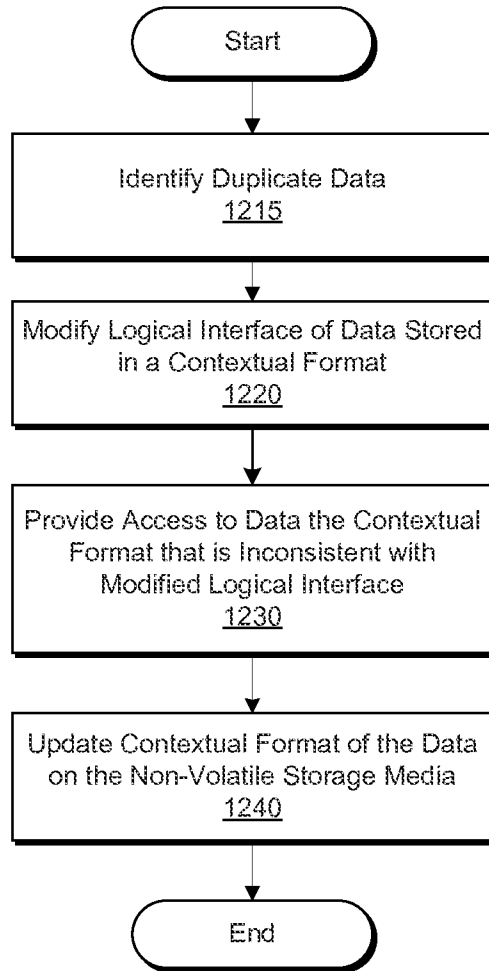 Start
Identify Duplicate Data
1215
Modify Logical Interface of Data Stored
in a Contextual Format
1220
Provide Access to Data the Contextual
Format that is Inconsistent with
Modified Logical Interface
1230
Update Contextual Format of the Data
on the Non-Volatile Storage Media
1240
End